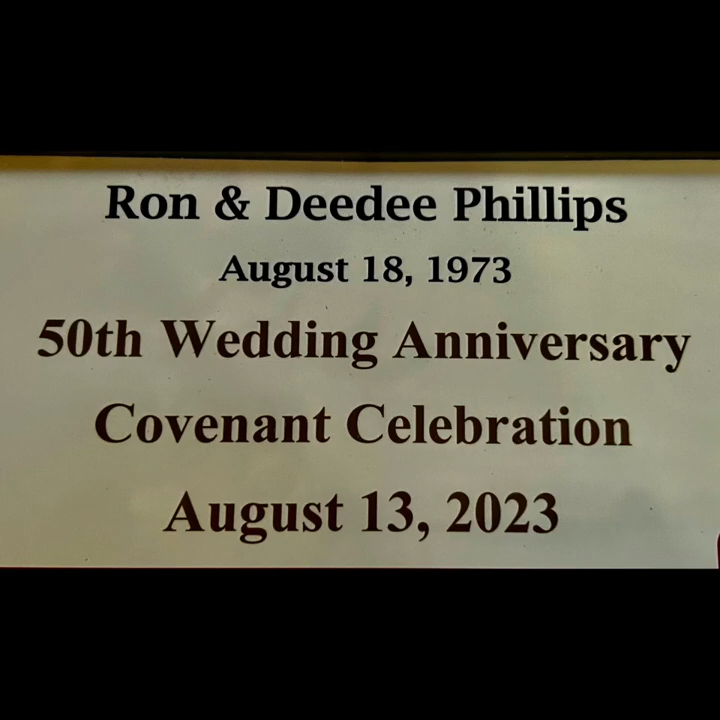 Ron & Deedee Phillips
August 18, 1973
50th Wedding Anniversary
Covenant Celebration
August 13, 2023